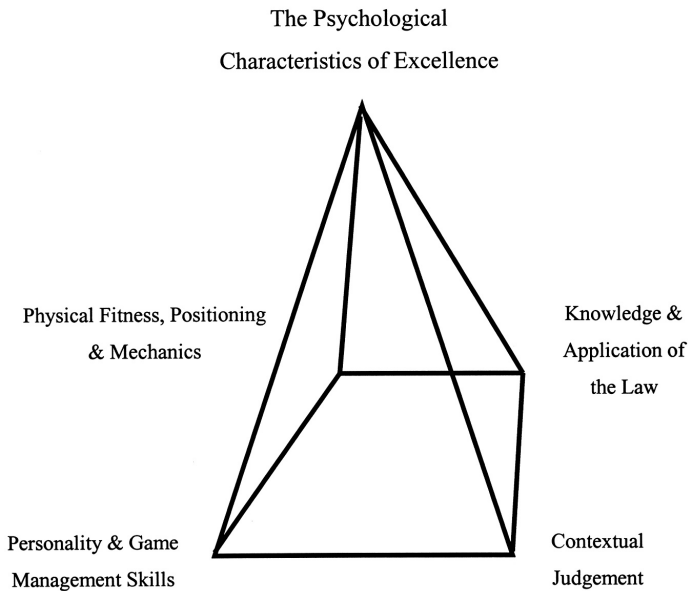 The Psychological
Characteristics of Excellence
Physical Fitness, Positioning
& Mechanics
Knowledge &
Application of
the Law
Personality & Game
Management Skills
Contextual
Judgement